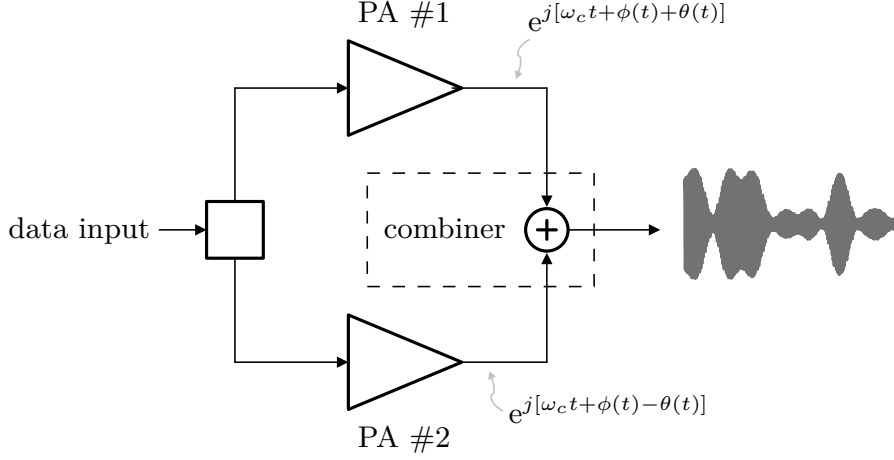 PA #1
e^{j[ω_c t+ϕ(t)+θ(t)]}
data input
combiner
+
e^{j[ω_c t+ϕ(t)−θ(t)]}
PA #2